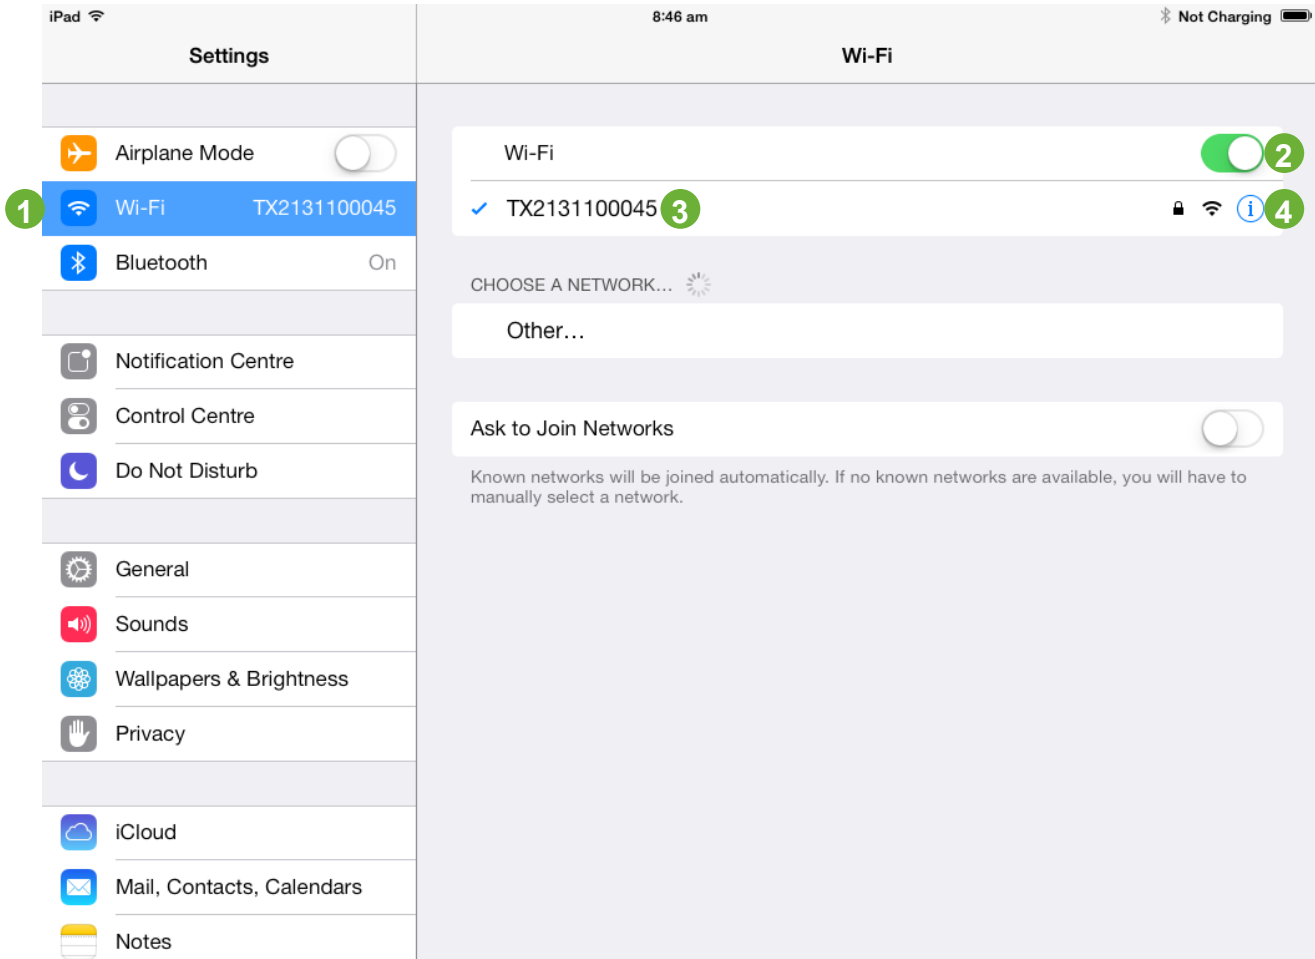 iPad 8:46 am Not Charging
Settings
Wi-Fi
Airplane Mode
1 Wi-Fi TX2131100045
Bluetooth On
Notification Centre
Control Centre
Do Not Disturb
General
Sounds
Wallpapers & Brightness
Privacy
iCloud
Mail, Contacts, Calendars
Notes
Wi-Fi 2
TX2131100045 3 i 4
CHOOSE A NETWORK...
Other...
Ask to Join Networks
Known networks will be joined automatically. If no known networks are available, you will have to
manually select a network.